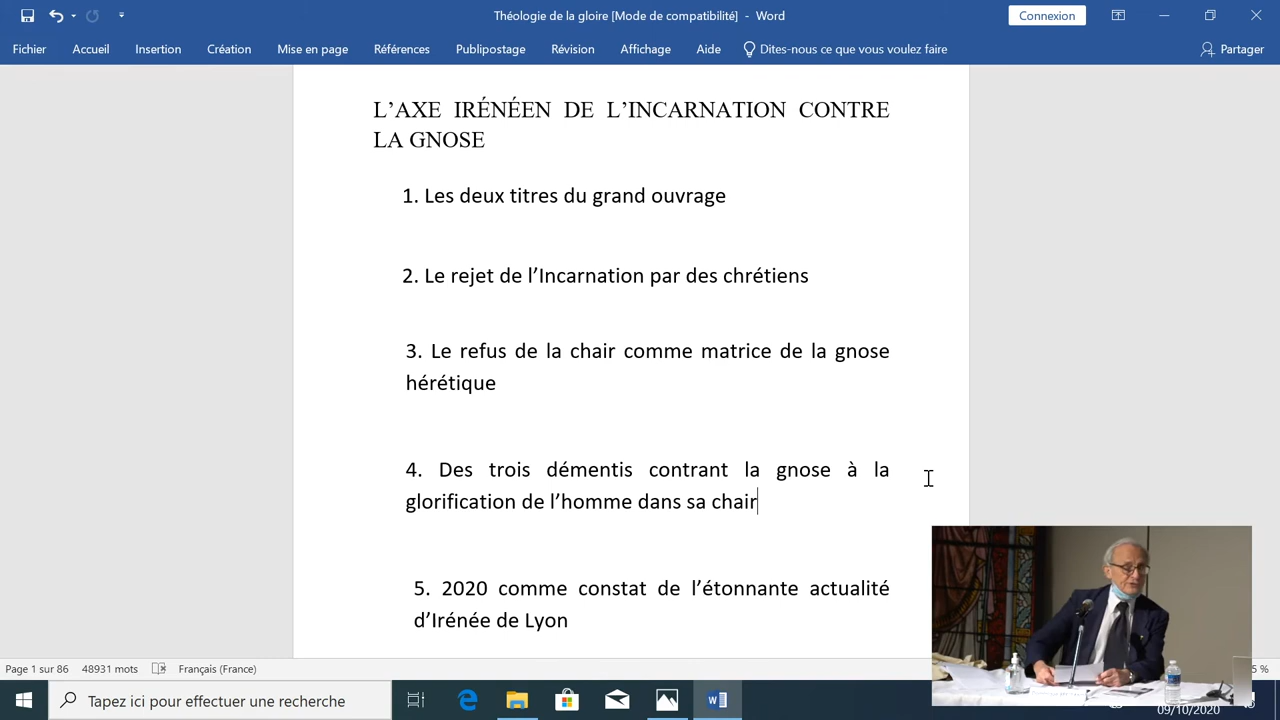 Théologie de la gloire [Mode de compatibilité] - Word
Connexion
Fichier Accueil Insertion Création Mise en page Références Publipostage Révision Affichage Aide Dites-nous ce que vous voulez faire Partager
L’AXE IRÉNÉEN DE L’INCARNATION CONTRE
LA GNOSE
1. Les deux titres du grand ouvrage
2. Le rejet de l’Incarnation par des chrétiens
3. Le refus de la chair comme matrice de la gnose
hérétique
4. Des trois démentis contrant la gnose à la
glorification de l’homme dans sa chair
5. 2020 comme constat de l’étonnante actualité
d’Irénée de Lyon
Page 1 sur 86 48931 mots Français (France) 5 %
Tapez ici pour effectuer une recherche
09/10/2020